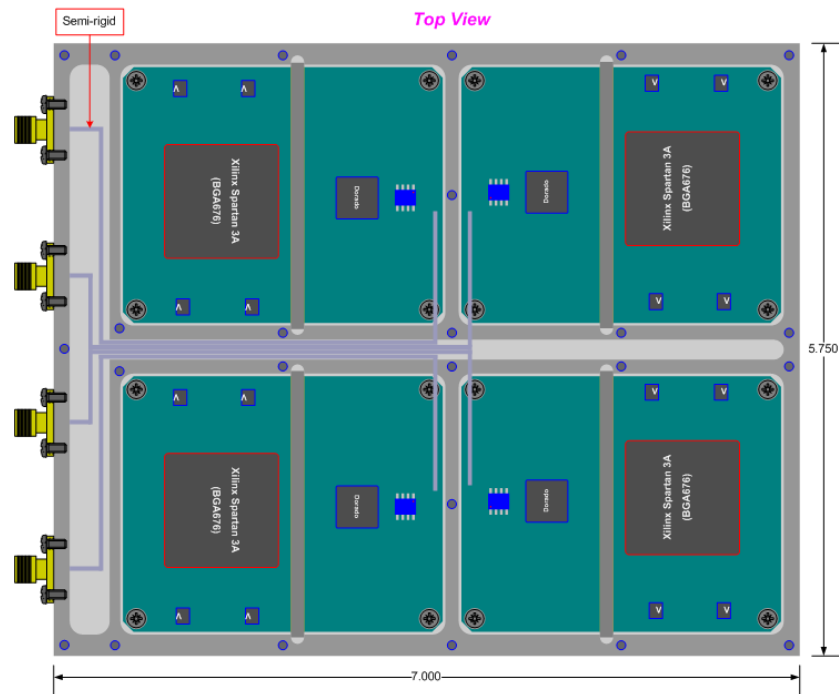 Semi-rigid
Top View
Xilinx Spartan 3A
(BGA676)
Dorado
Dorado
Xilinx Spartan 3A
(BGA676)
5.750
Xilinx Spartan 3A
(BGA676)
Dorado
Dorado
Xilinx Spartan 3A
(BGA676)
7.000